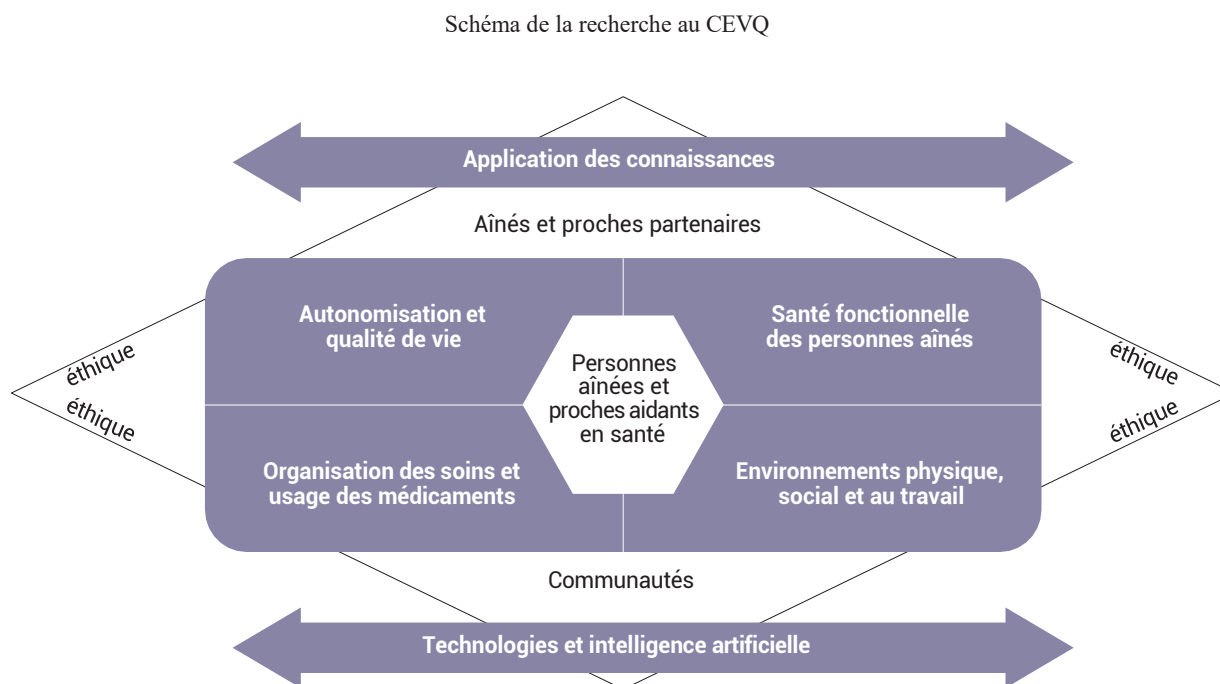 Schéma de la recherche au CEVQ
Application des connaissances
Aînés et proches partenaires
Autonomisation et
qualité de vie
Santé fonctionnelle
des personnes aînés
Personnes
aînées et
proches aidants
en santé
éthique
éthique
éthique
éthique
Organisation des soins et
usage des médicaments
Environnements physique,
social et au travail
Communautés
Technologies et intelligence artificielle